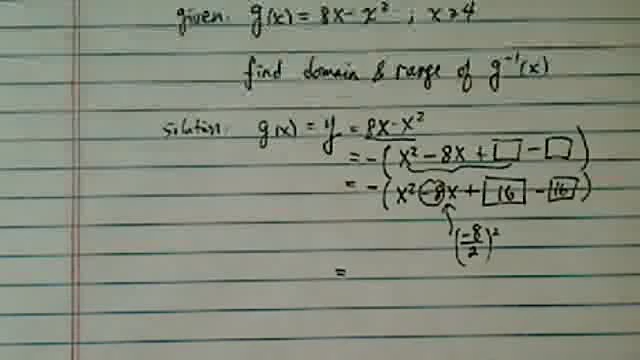 given. g(x) = 8x - x² ; x > 4
find domain & range of g⁻¹(x)
solution. g(x) = y = 8x - x²
= -( x² - 8x + □ - □ )
= -( x² - 8x + 16 - 16 )
(-8/2)²
=